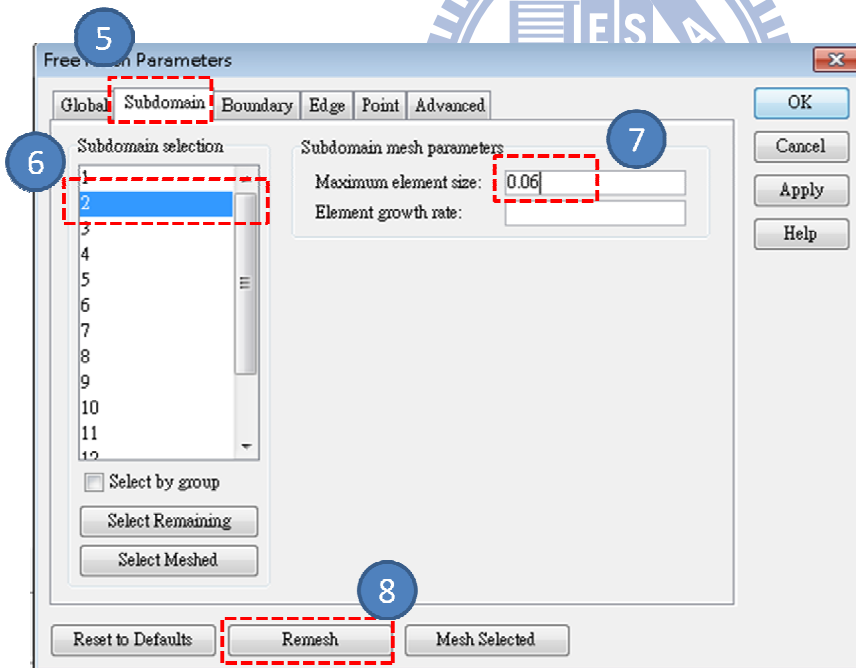 ESA
5
Free Mesh Parameters
Global Subdomain Boundary Edge Point Advanced
OK
Cancel
Apply
Help
6
Subdomain selection
1
2
3
4
5
6
7
8
9
10
11
12
Select by group
Select Remaining
Select Meshed
7
Subdomain mesh parameters
Maximum element size: 0.06
Element growth rate:
8
Reset to Defaults Remesh Mesh Selected